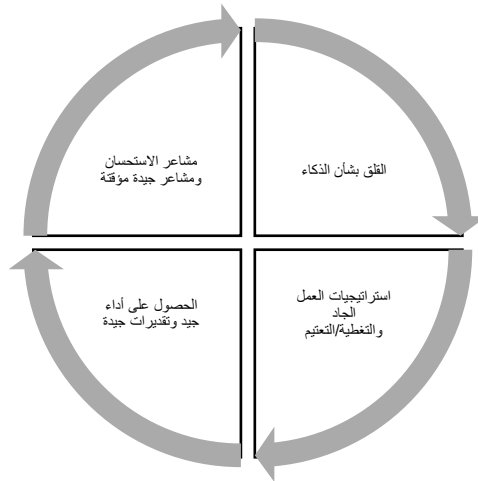 مشاعر الاستحسان
ومشاعر جيدة مؤقتة
القلق بشأن الذكاء
استراتيجيات العمل
الجاد
والتغطية/التعتيم
الحصول على أداء
جيد وتقديرات جيدة